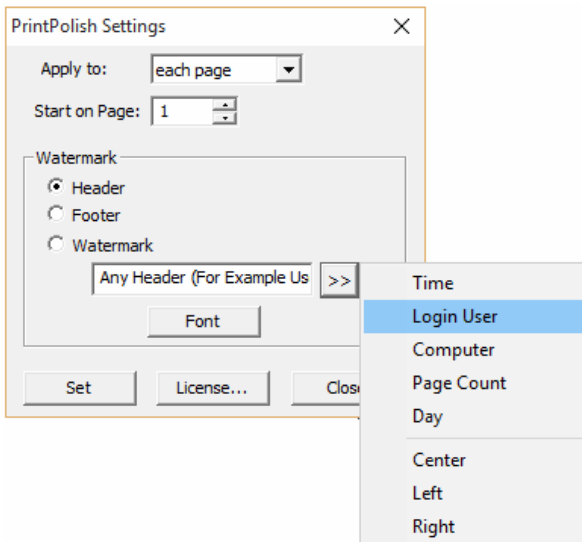 PrintPolish Settings
Apply to: each page
Start on Page: 1
Watermark
Header
Footer
Watermark
Any Header (For Example Us >>
Font
Set License... Clos
Time
Login User
Computer
Page Count
Day
Center
Left
Right